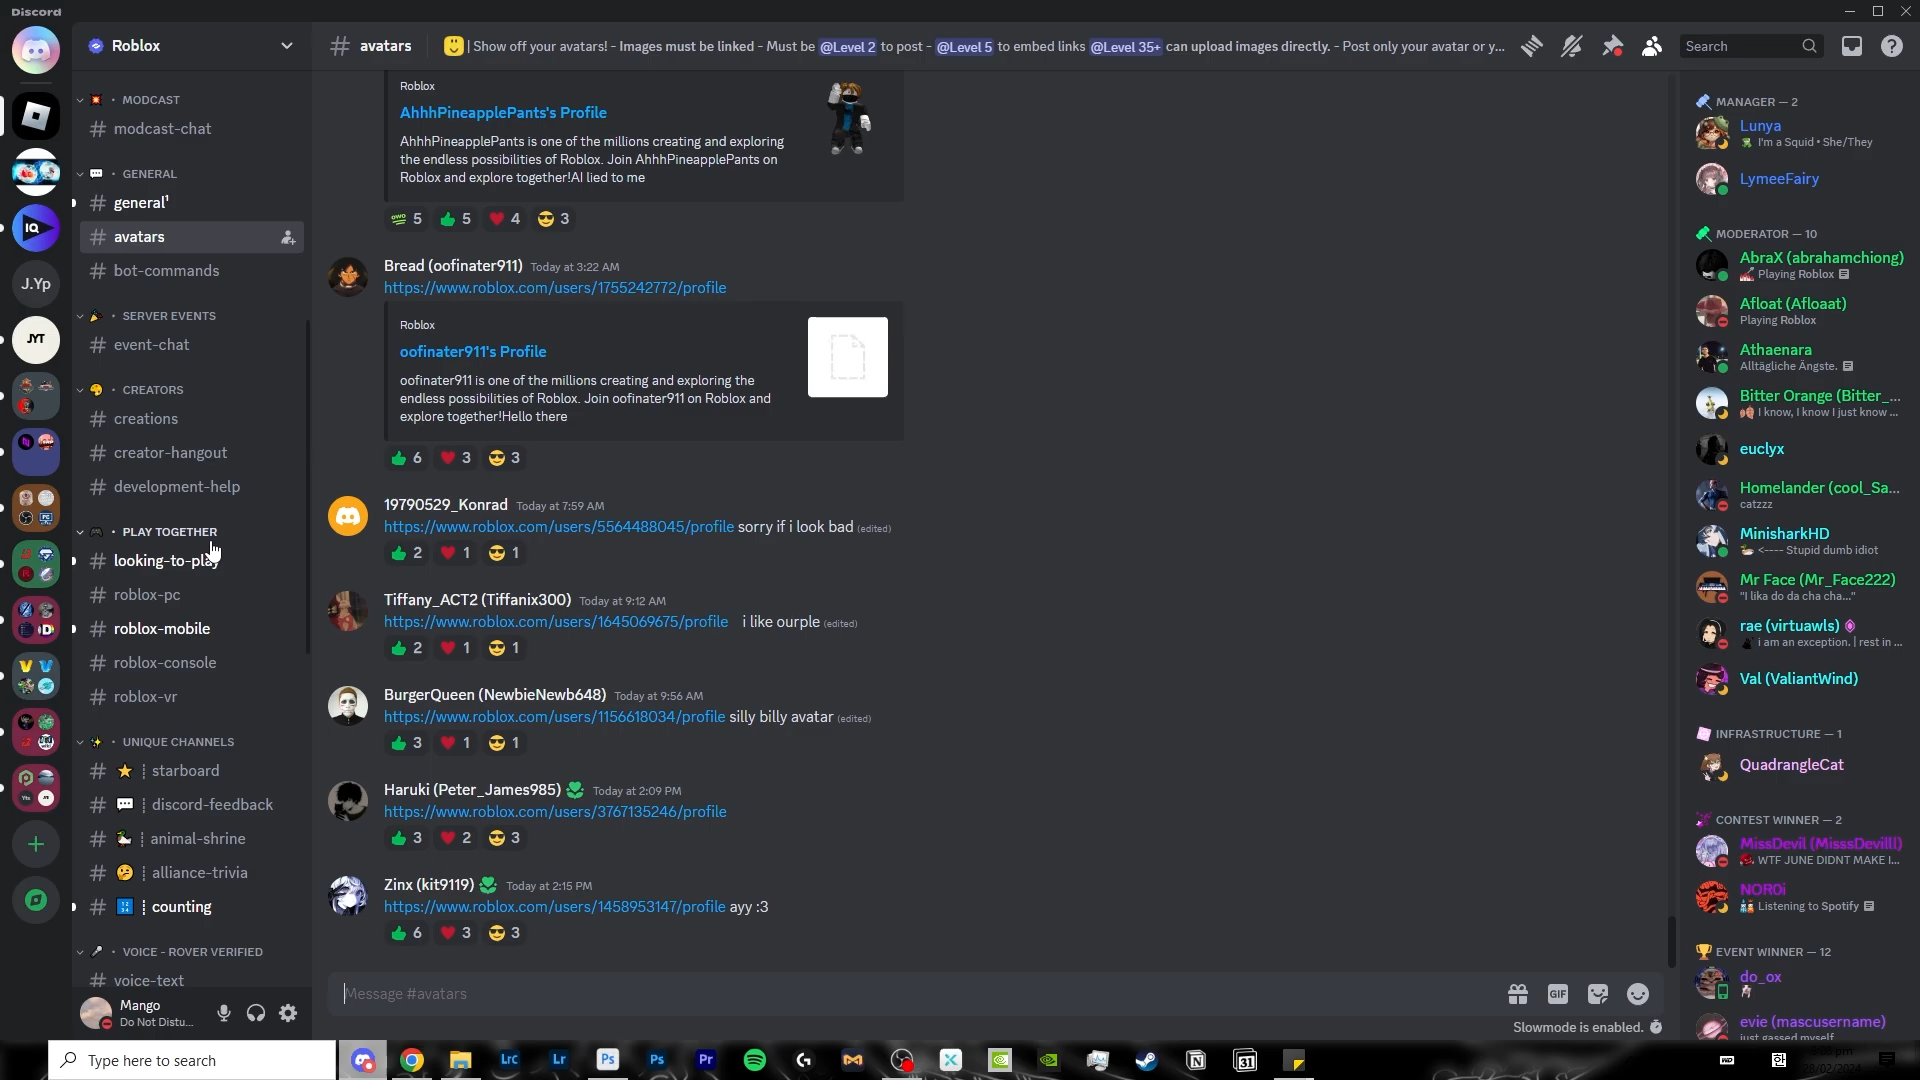 Discord
Roblox
avatars
| Show off your avatars! - Images must be linked - Must be @Level 2 to post - @Level 5 to embed links @Level 35+ can upload images directly. - Post only your avatar or y...
Search
IQ
J.Yp
JYT
MODCAST
modcast-chat
GENERAL
general¹
avatars
bot-commands
SERVER EVENTS
event-chat
CREATORS
creations
creator-hangout
development-help
PLAY TOGETHER
looking-to-play
roblox-pc
roblox-mobile
roblox-console
roblox-vr
UNIQUE CHANNELS
starboard
discord-feedback
animal-shrine
alliance-trivia
counting
VOICE - ROVER VERIFIED
voice-text
Mango
Do Not Distu...
Roblox
AhhhPineapplePants's Profile
AhhhPineapplePants is one of the millions creating and exploring
the endless possibilities of Roblox. Join AhhhPineapplePants on
Roblox and explore together!AI lied to me
5 5 4 3
Bread (oofinater911) Today at 3:22 AM
https://www.roblox.com/users/1755242772/profile
Roblox
oofinater911's Profile
oofinater911 is one of the millions creating and exploring the
endless possibilities of Roblox. Join oofinater911 on Roblox and
explore together!Hello there
6 3 3
19790529_Konrad Today at 7:59 AM
https://www.roblox.com/users/5564488045/profile sorry if i look bad (edited)
2 1 1
Tiffany_ACT2 (Tiffanix300) Today at 9:12 AM
https://www.roblox.com/users/1645069675/profile i like ourple (edited)
2 1 1
BurgerQueen (NewbieNewb648) Today at 9:56 AM
https://www.roblox.com/users/1156618034/profile silly billy avatar (edited)
3 1 1
Haruki (Peter_James985) Today at 2:09 PM
https://www.roblox.com/users/3767135246/profile
3 2 3
Zinx (kit9119) Today at 2:15 PM
https://www.roblox.com/users/1458953147/profile ayy :3
6 3 3
Message #avatars
GIF
Slowmode is enabled.
MANAGER — 2
Lunya
I'm a Squid • She/They
LymeeFairy
MODERATOR — 10
AbraX (abrahamchiong)
Playing Roblox
Afloat (Afloaat)
Playing Roblox
Athaenara
Alltägliche Ängste.
Bitter Orange (Bitter_...
I know, I know I just know ...
euclyx
Homelander (cool_Sa...
catzzz
MinisharkHD
<---- Stupid dumb idiot
Mr Face (Mr_Face222)
"I lika do da cha cha..."
rae (virtuawls)
i am an exception. | rest in ...
Val (ValiantWind)
INFRASTRUCTURE — 1
QuadrangleCat
CONTEST WINNER — 2
MissDevil (MisssDevilll)
WTF JUNE DIDNT MAKE I...
NOR0i
Listening to Spotify
EVENT WINNER — 12
do_ox
evie (mascusername)
just gassed myself
Type here to search
Lrc
Lr
Ps
Ps
Pr
31